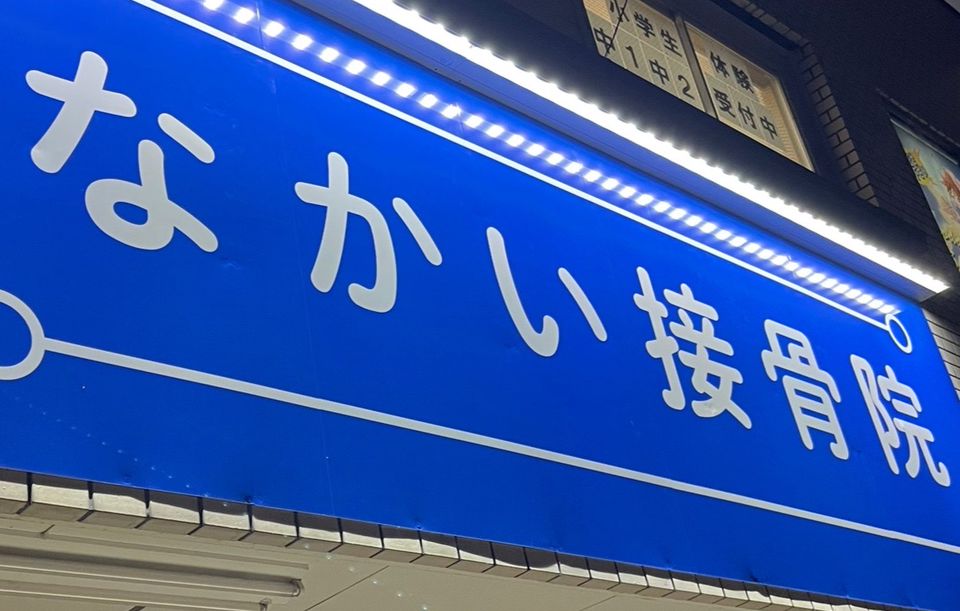 小学生
中1中2
体験
受付中
なかい接骨院